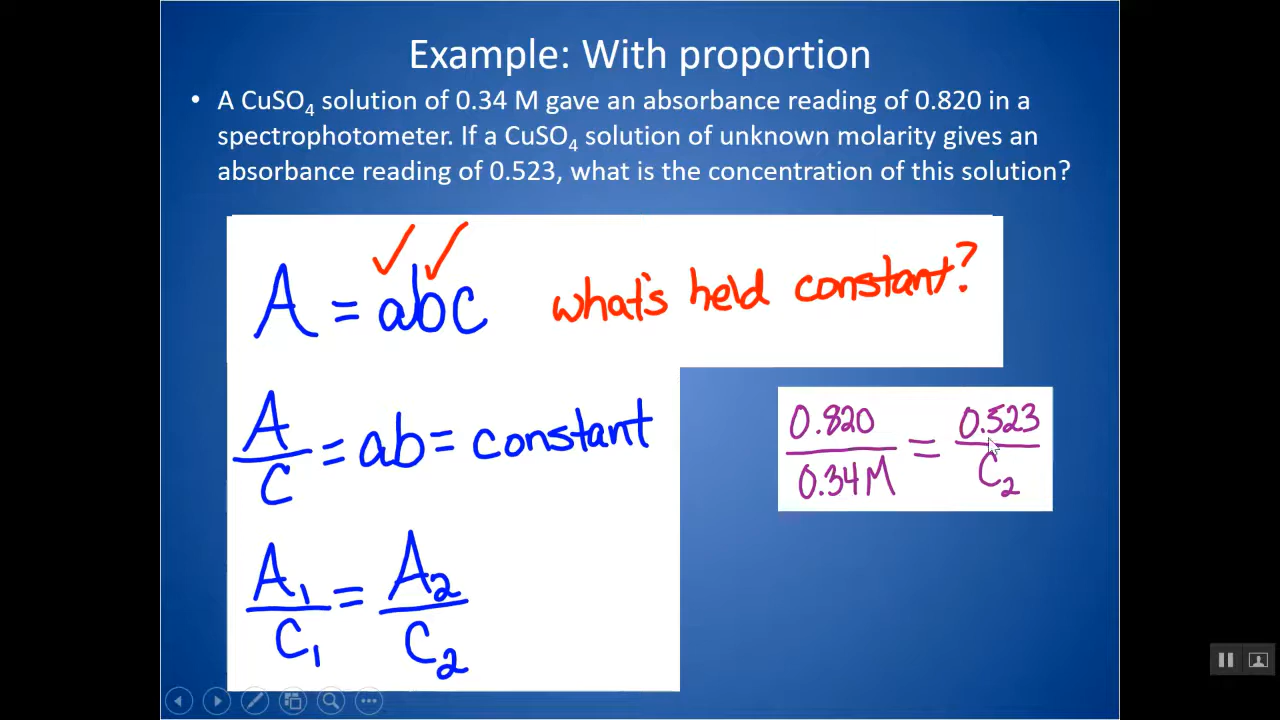 Example: With proportion
• A CuSO₄ solution of 0.34 M gave an absorbance reading of 0.820 in a
spectrophotometer. If a CuSO₄ solution of unknown molarity gives an
absorbance reading of 0.523, what is the concentration of this solution?
A = abc what's held constant?
A/C = ab = constant
0.820/0.34M = 0.523/C₂
A₁/C₁ = A₂/C₂